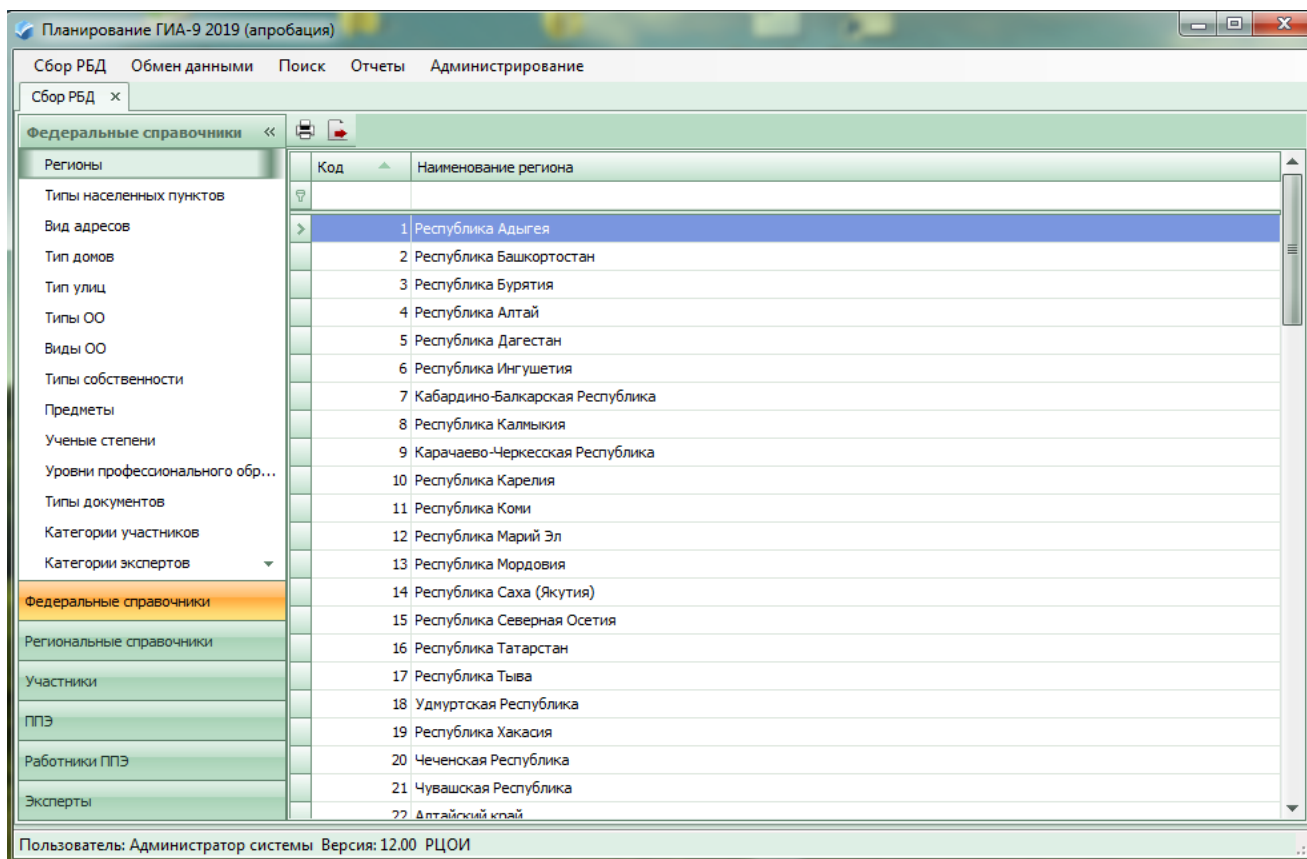 Планирование ГИА-9 2019 (апробация)
Сбор РБД Обмен данными Поиск Отчеты Администрирование
Сбор РБД
Федеральные справочники «
Регионы
Типы населенных пунктов
Вид адресов
Тип домов
Тип улиц
Типы ОО
Виды ОО
Типы собственности
Предметы
Ученые степени
Уровни профессионального обр...
Типы документов
Категории участников
Категории экспертов
Федеральные справочники
Региональные справочники
Участники
ППЭ
Работники ППЭ
Эксперты
Код Наименование региона
1 Республика Адыгея
2 Республика Башкортостан
3 Республика Бурятия
4 Республика Алтай
5 Республика Дагестан
6 Республика Ингушетия
7 Кабардино-Балкарская Республика
8 Республика Калмыкия
9 Карачаево-Черкесская Республика
10 Республика Карелия
11 Республика Коми
12 Республика Марий Эл
13 Республика Мордовия
14 Республика Саха (Якутия)
15 Республика Северная Осетия
16 Республика Татарстан
17 Республика Тыва
18 Удмуртская Республика
19 Республика Хакасия
20 Чеченская Республика
21 Чувашская Республика
22 Алтайский край
Пользователь: Администратор системы Версия: 12.00 РЦОИ